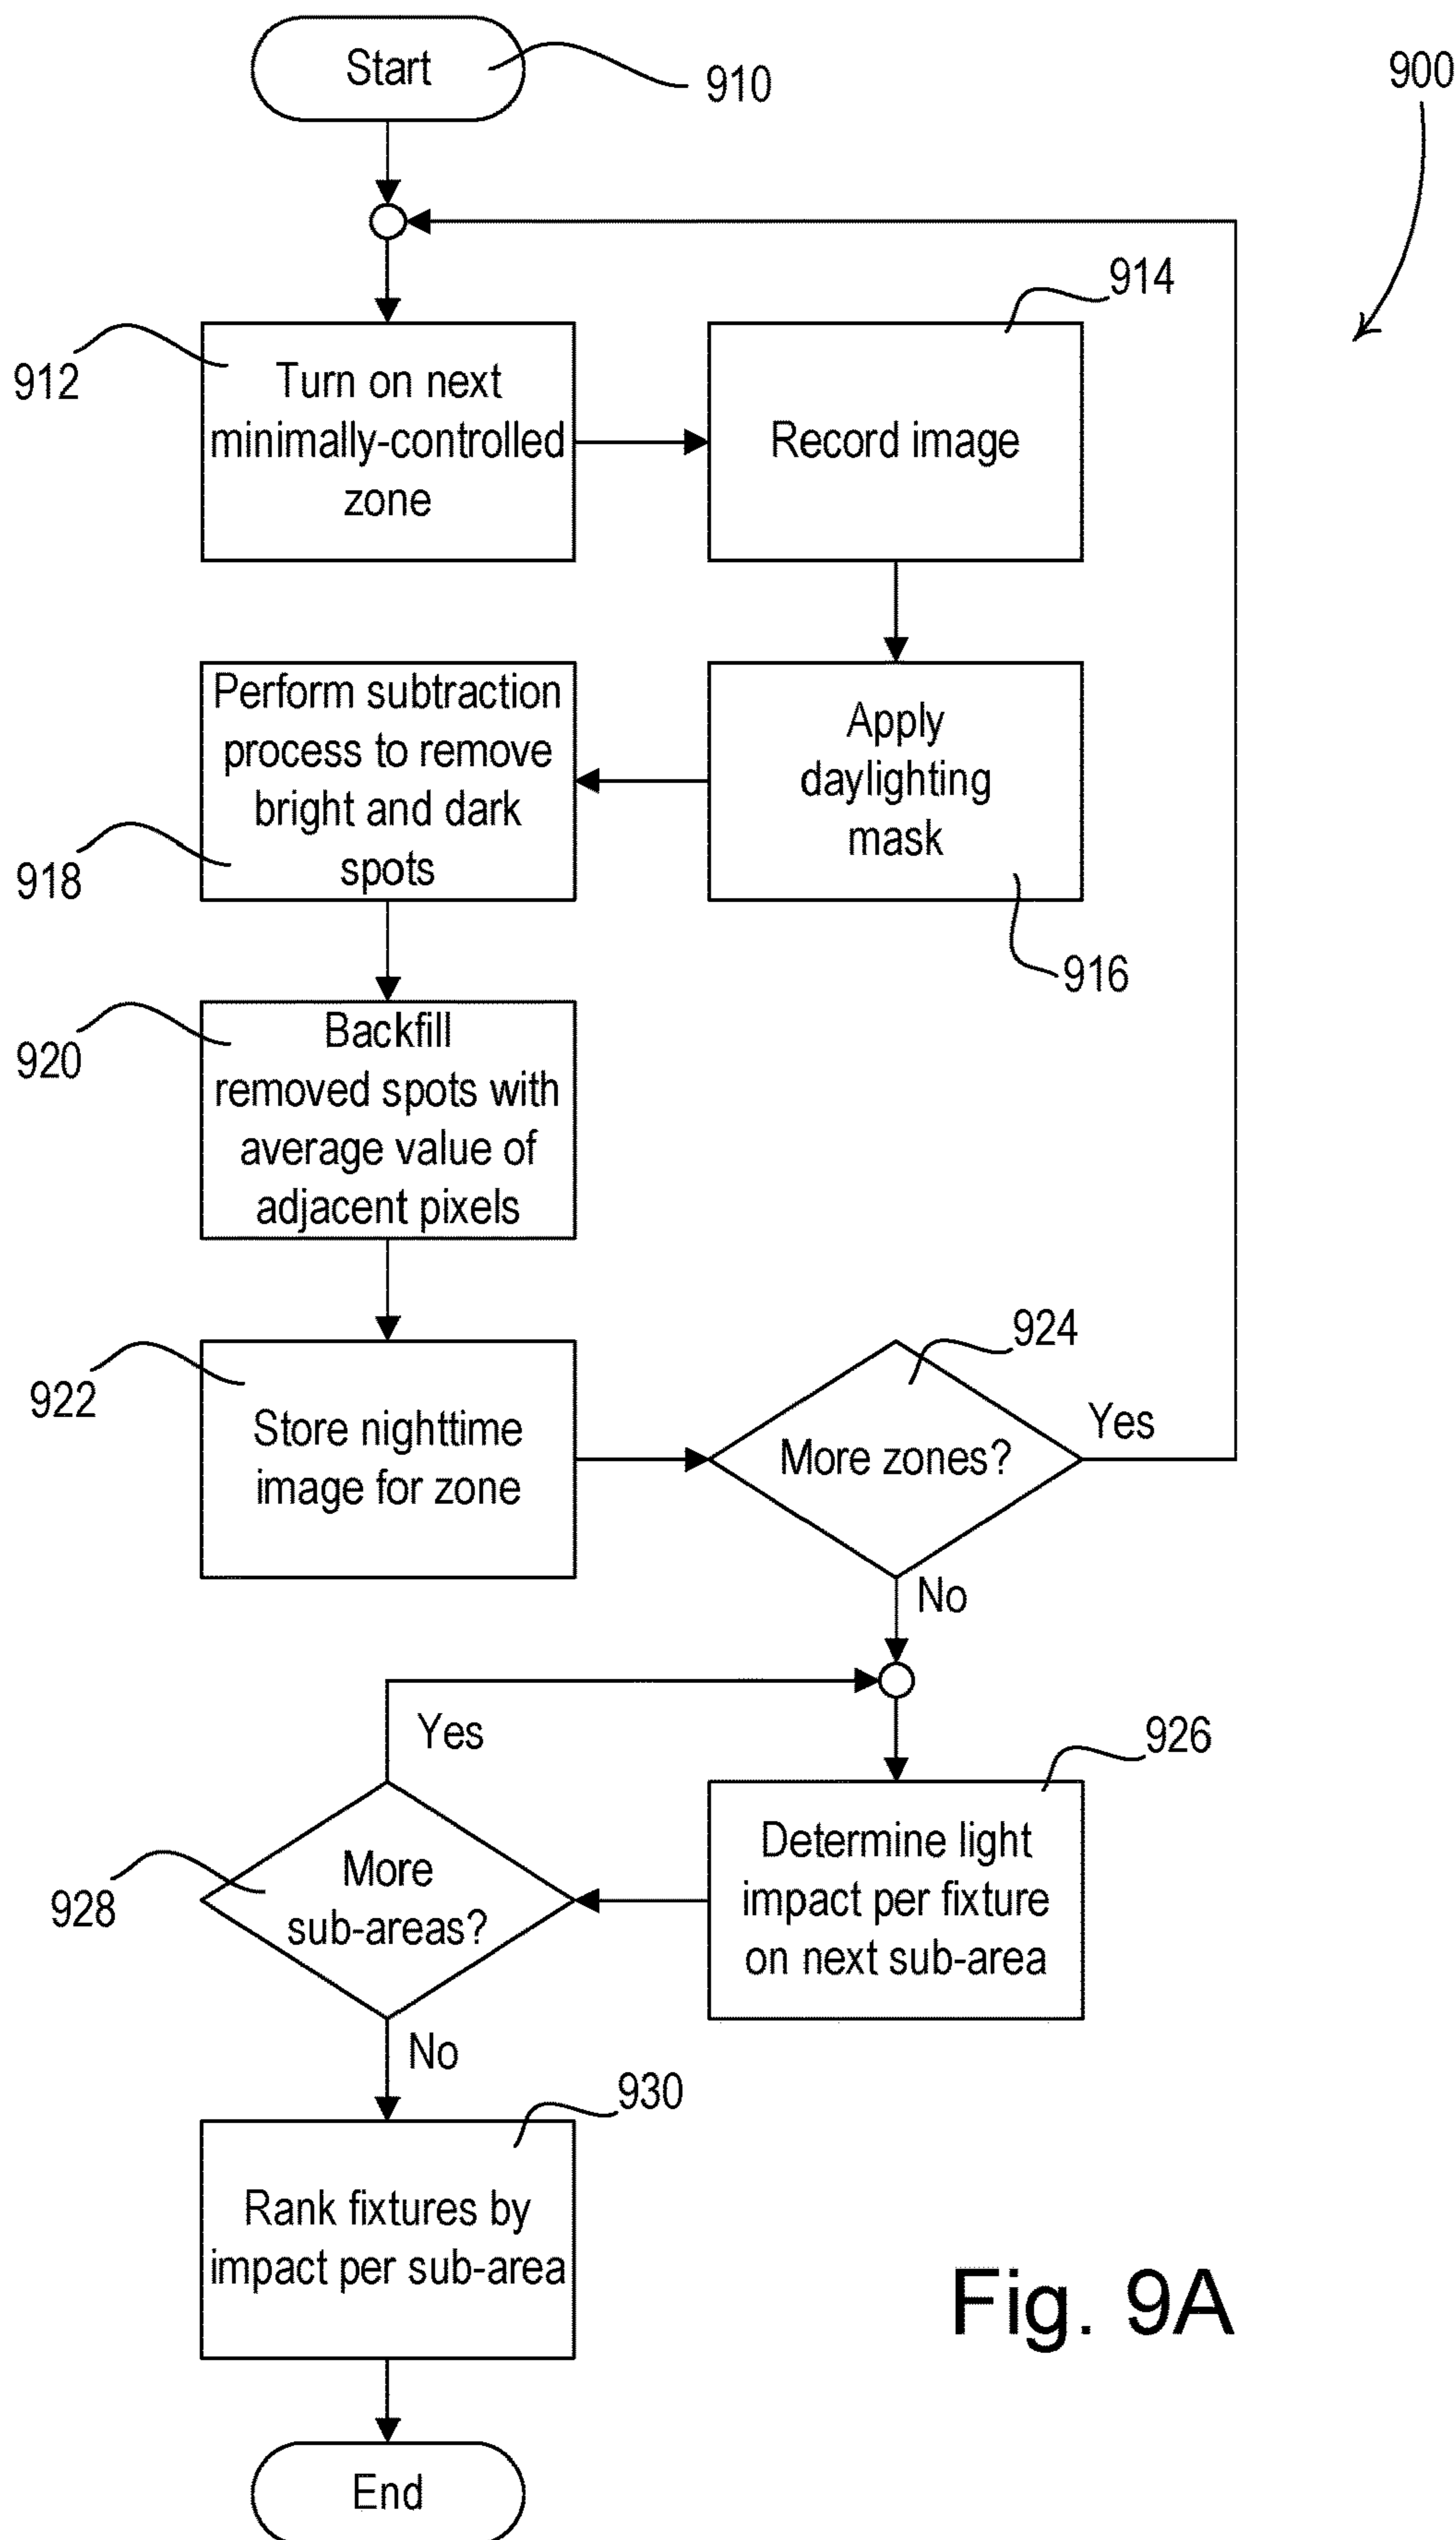 Start
910
900
912
Turn on next
minimally-controlled
zone
914
Record image
Perform subtraction
process to remove
bright and dark
spots
918
Apply
daylighting
mask
916
920
Backfill
removed spots with
average value of
adjacent pixels
922
Store nighttime
image for zone
924
More zones?
Yes
No
Yes
926
928
More
sub-areas?
Determine light
impact per fixture
on next sub-area
No
930
Rank fixtures by
impact per sub-area
Fig. 9A
End